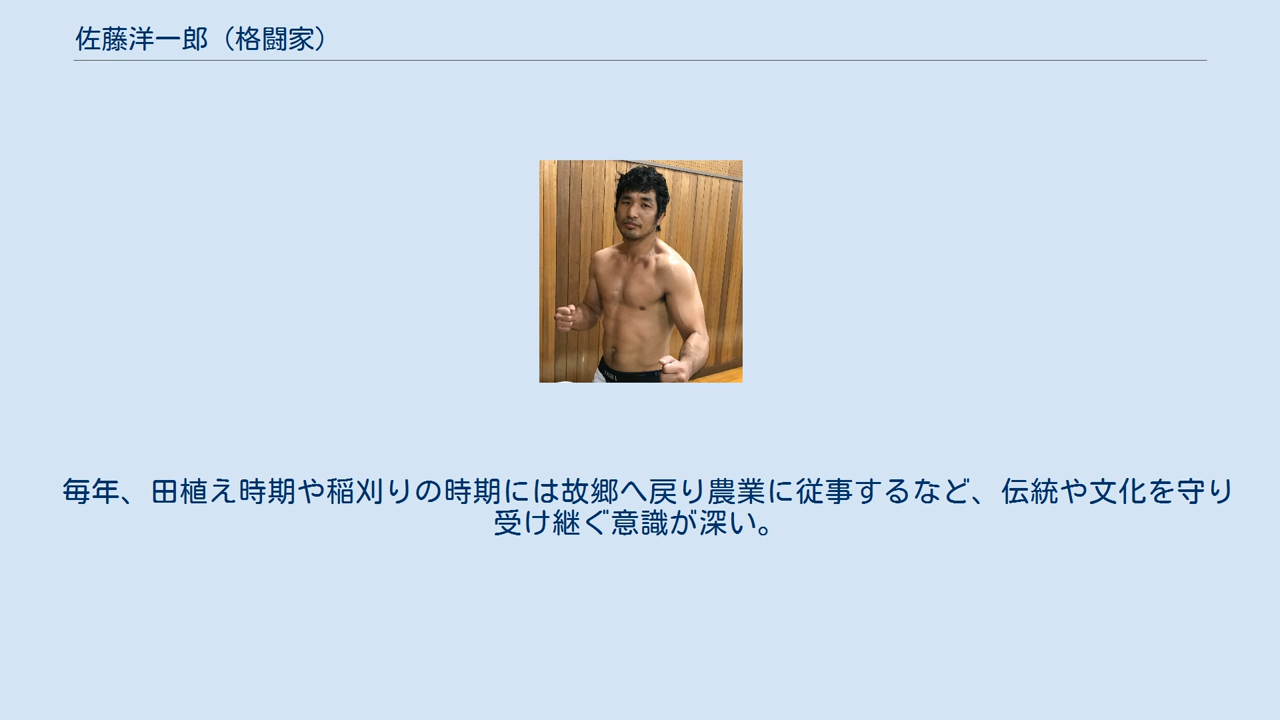 佐藤洋一郎（格闘家）
毎年、田植え時期や稲刈りの時期には故郷へ戻り農業に従事するなど、伝統や文化を守り
受け継ぐ意識が深い。